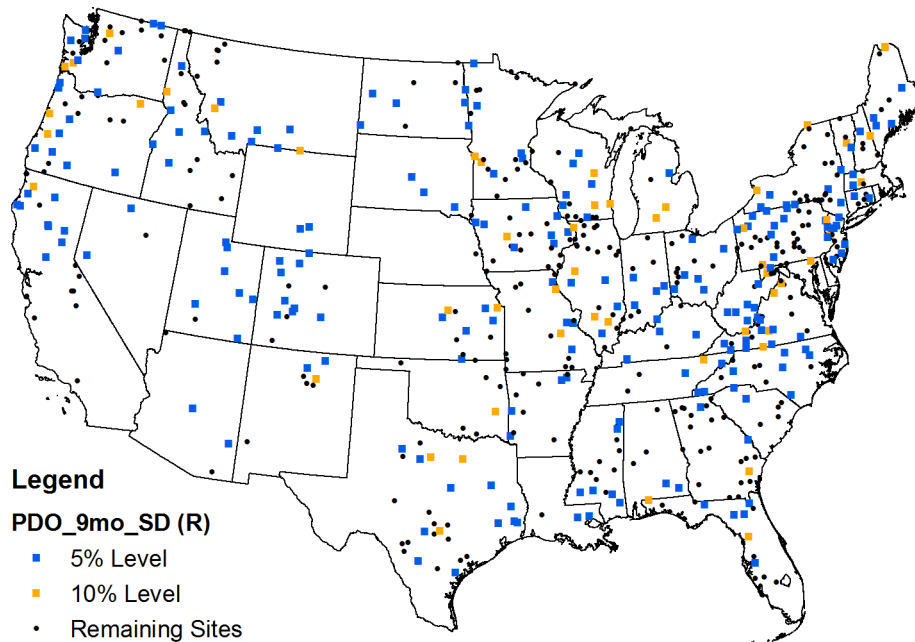 Legend
PDO_9mo_SD (R)
5% Level
10% Level
Remaining Sites